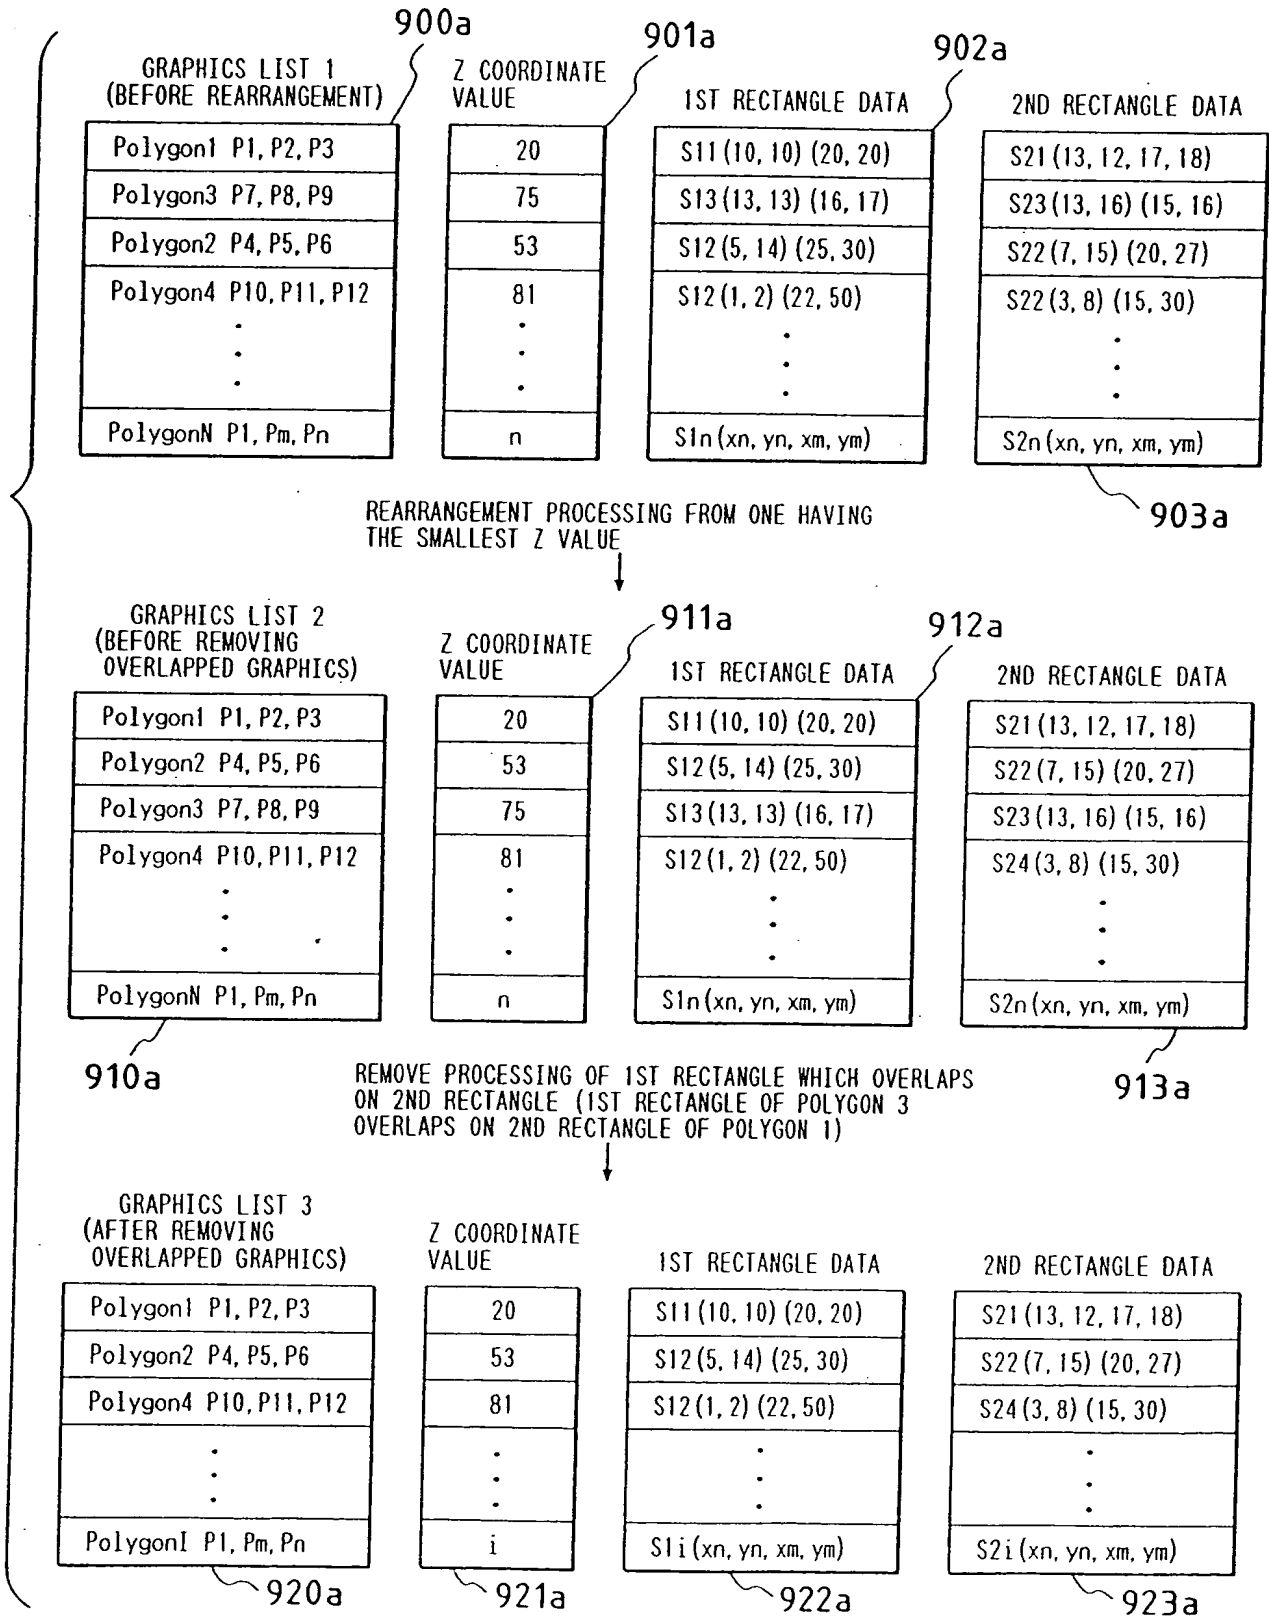 900a
901a
902a
GRAPHICS LIST 1
(BEFORE REARRANGEMENT)
Z COORDINATE
VALUE
1ST RECTANGLE DATA
2ND RECTANGLE DATA
Polygon1 P1, P2, P3
20
S11(10, 10) (20, 20)
S21(13, 12, 17, 18)
Polygon3 P7, P8, P9
75
S13(13, 13) (16, 17)
S23(13, 16) (15, 16)
Polygon2 P4, P5, P6
53
S12(5, 14) (25, 30)
S22(7, 15) (20, 27)
Polygon4 P10, P11, P12
81
S12(1, 2) (22, 50)
S22(3, 8) (15, 30)
PolygonN P1, Pm, Pn
n
S1n(xn, yn, xm, ym)
S2n(xn, yn, xm, ym)
903a
REARRANGEMENT PROCESSING FROM ONE HAVING
THE SMALLEST Z VALUE
911a
912a
GRAPHICS LIST 2
(BEFORE REMOVING
OVERLAPPED GRAPHICS)
Z COORDINATE
VALUE
1ST RECTANGLE DATA
2ND RECTANGLE DATA
Polygon1 P1, P2, P3
20
S11(10, 10) (20, 20)
S21(13, 12, 17, 18)
Polygon2 P4, P5, P6
53
S12(5, 14) (25, 30)
S22(7, 15) (20, 27)
Polygon3 P7, P8, P9
75
S13(13, 13) (16, 17)
S23(13, 16) (15, 16)
Polygon4 P10, P11, P12
81
S12(1, 2) (22, 50)
S24(3, 8) (15, 30)
PolygonN P1, Pm, Pn
n
S1n(xn, yn, xm, ym)
S2n(xn, yn, xm, ym)
910a
913a
REMOVE PROCESSING OF 1ST RECTANGLE WHICH OVERLAPS
ON 2ND RECTANGLE (1ST RECTANGLE OF POLYGON 3
OVERLAPS ON 2ND RECTANGLE OF POLYGON 1)
GRAPHICS LIST 3
(AFTER REMOVING
OVERLAPPED GRAPHICS)
Z COORDINATE
VALUE
1ST RECTANGLE DATA
2ND RECTANGLE DATA
Polygon1 P1, P2, P3
20
S11(10, 10) (20, 20)
S21(13, 12, 17, 18)
Polygon2 P4, P5, P6
53
S12(5, 14) (25, 30)
S22(7, 15) (20, 27)
Polygon4 P10, P11, P12
81
S12(1, 2) (22, 50)
S24(3, 8) (15, 30)
PolygonI P1, Pm, Pn
i
S1i(xn, yn, xm, ym)
S2i(xn, yn, xm, ym)
920a
921a
922a
923a